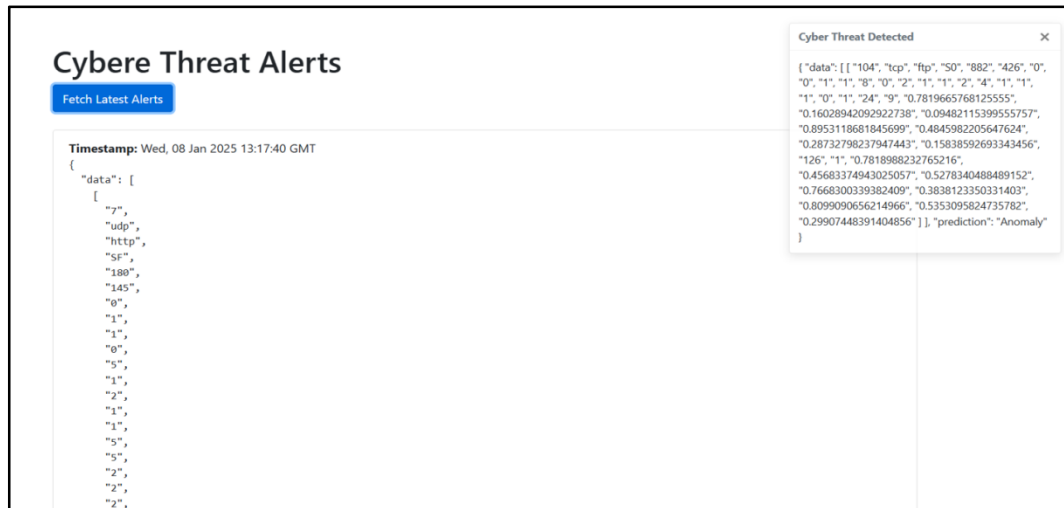 Cybere Threat Alerts
Fetch Latest Alerts
Timestamp: Wed, 08 Jan 2025 13:17:40 GMT
{
"data": [
[
"7",
"udp",
"http",
"SF",
"180",
"145",
"0",
"1",
"1",
"0",
"5",
"1",
"2",
"1",
"1",
"5",
"5",
"2",
"2",
"2",
Cyber Threat Detected ×
{ "data": [ [ "104", "tcp", "ftp", "S0", "882", "426", "0",
"0", "1", "1", "8", "0", "2", "1", "1", "2", "4", "1", "1",
"1", "0", "1", "24", "9", "0.7819665768125555",
"0.16028942092922738", "0.09482115399555757",
"0.8953118681845699", "0.4845982205647624",
"0.28732798237947443", "0.15838592693343456",
"126", "1", "0.7818988232765216",
"0.45683374943025057", "0.5278340488489152",
"0.7668300339382409", "0.3838123350331403",
"0.8099090656214966", "0.5353095824735782",
"0.29907448391404856" ] ], "prediction": "Anomaly"
}